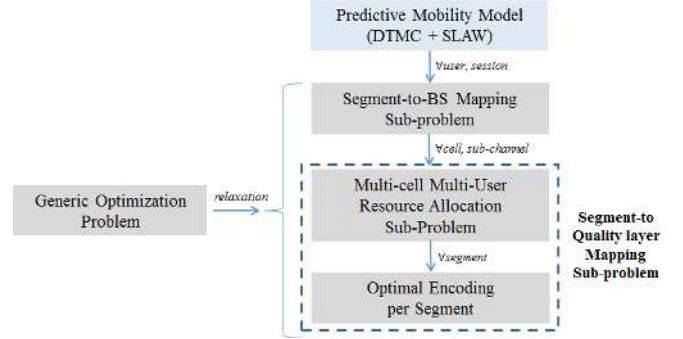 Predictive Mobility Model
(DTMC + SLAW)
∀user, session
Segment-to-BS Mapping
Sub-problem
∀cell, sub-channel
Generic Optimization
Problem
relaxation
Multi-cell Multi-User
Resource Allocation
Sub-Problem
∀segment
Optimal Encoding
per Segment
Segment-to
Quality layer
Mapping
Sub-problem